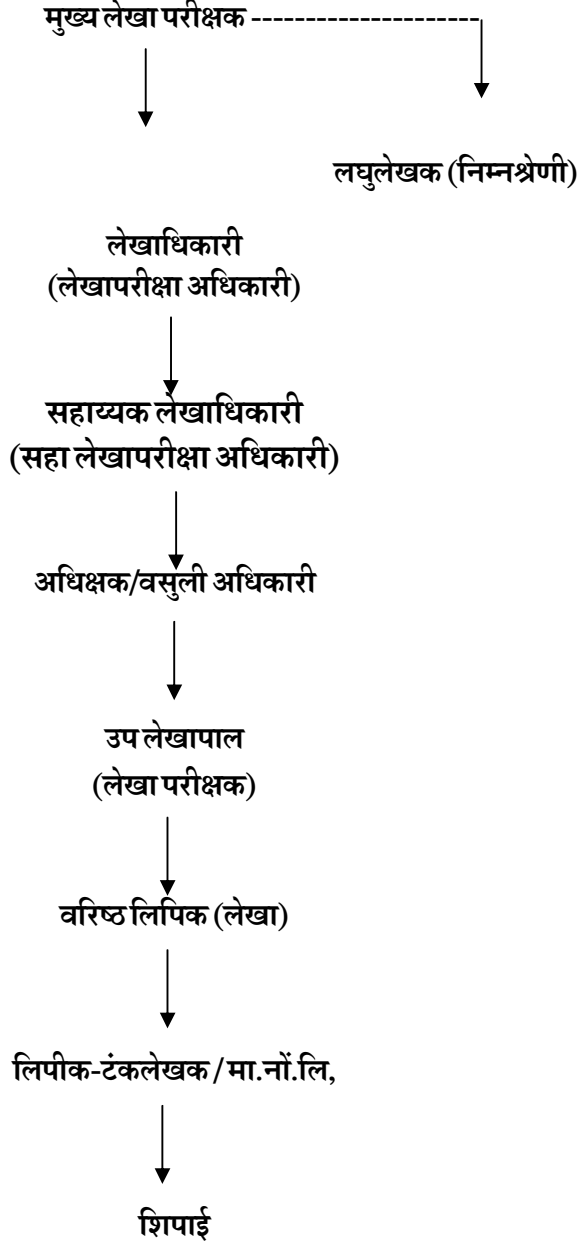 मुख्य लेखा परीक्षक --------------------
लघुलेखक (निम्नश्रेणी)
लेखाधिकारी
(लेखापरीक्षा अधिकारी)
सहाय्यक लेखाधिकारी
(सहा लेखापरीक्षा अधिकारी)
अधिक्षक/वसुली अधिकारी
उप लेखापाल
(लेखा परीक्षक)
वरिष्ठ लिपिक (लेखा)
लिपीक-टंकलेखक / मा.नों.लि,
शिपाई